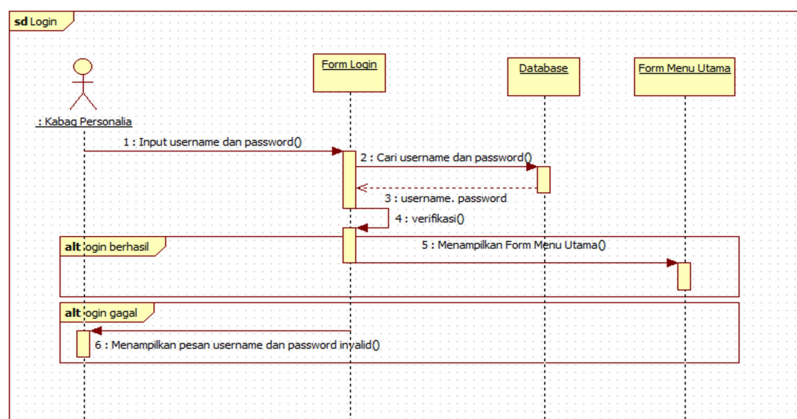 sd Login
Form Login
Database
Form Menu Utama
: Kabag Personalia
1 : Input username dan password()
2 : Cari username dan password()
3 : username. password
4 : verifikasi()
alt login berhasil
5 : Menampilkan Form Menu Utama()
alt login gagal
6 : Menampilkan pesan username dan password invalid()